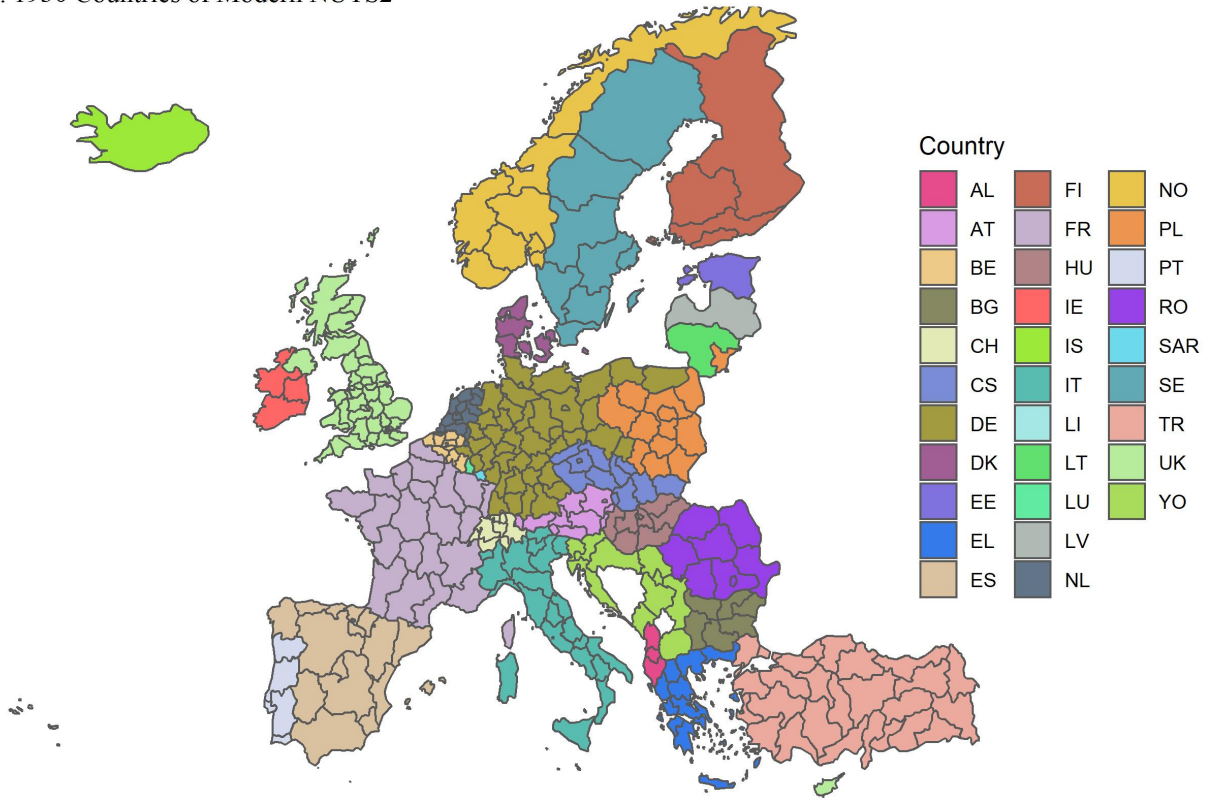 : 1930 Countries of Modern NUTS2
Country
AL FI NO
AT FR PL
BE HU PT
BG IE RO
CH IS SAR
CS IT SE
DE LI TR
DK LT UK
EE LU YO
EL LV
ES NL